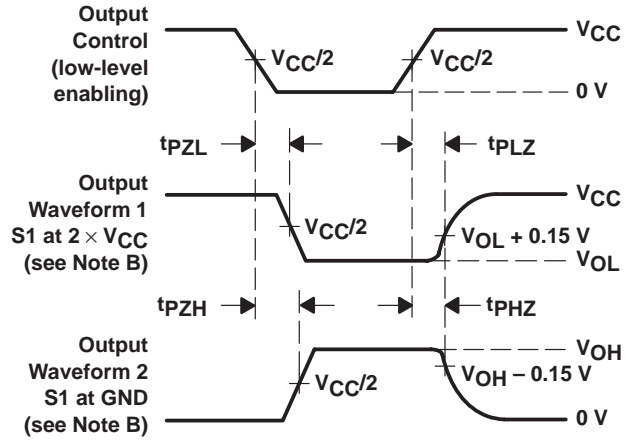 Output
Control
(low-level
enabling)
VCC/2
VCC/2
VCC
0 V
tPZL
tPLZ
Output
Waveform 1
S1 at 2 × VCC
(see Note B)
VCC/2
VCC
VOL + 0.15 V
VOL
tPZH
tPHZ
Output
Waveform 2
S1 at GND
(see Note B)
VCC/2
VOH
VOH – 0.15 V
0 V